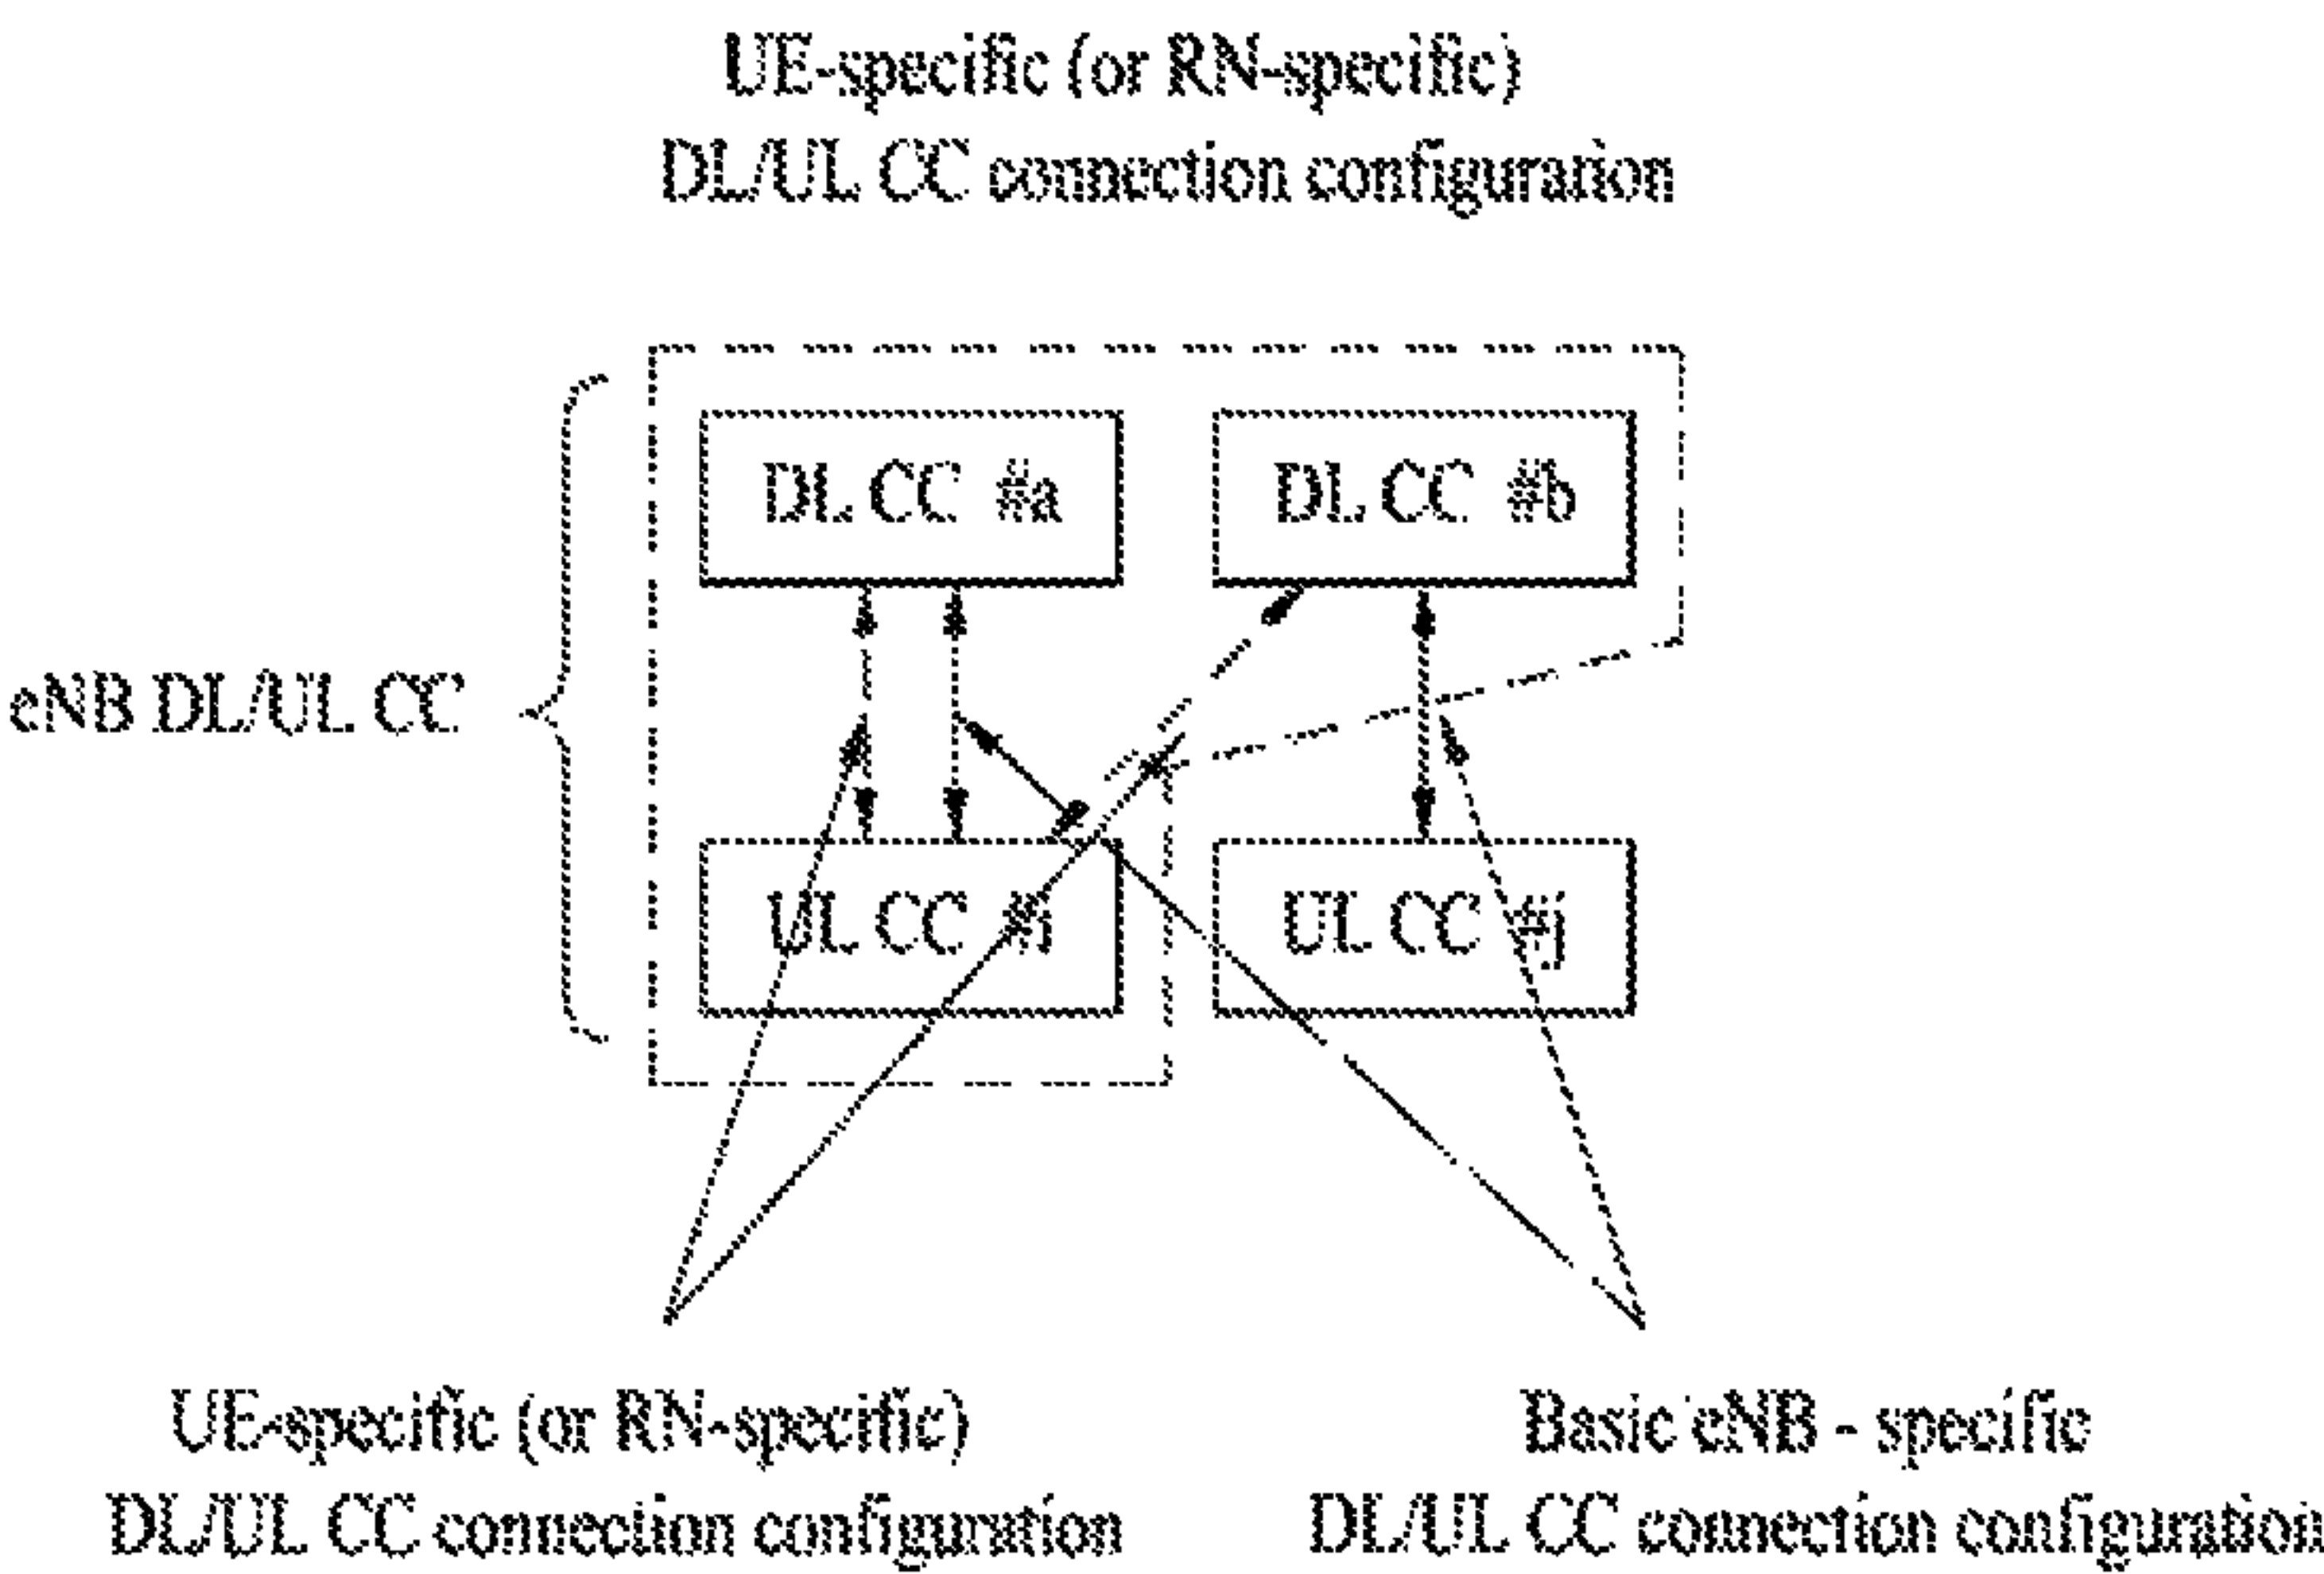 UE-specific (or RN-specific)
DL/UL CC connection configuration
DL CC #a
DL CC #b
eNB DL/UL CC
UL CC #i
UL CC #j
UE-specific (or RN-specific)
DL/UL CC connection configuration
Basic eNB - specific
DL/UL CC connection configuration